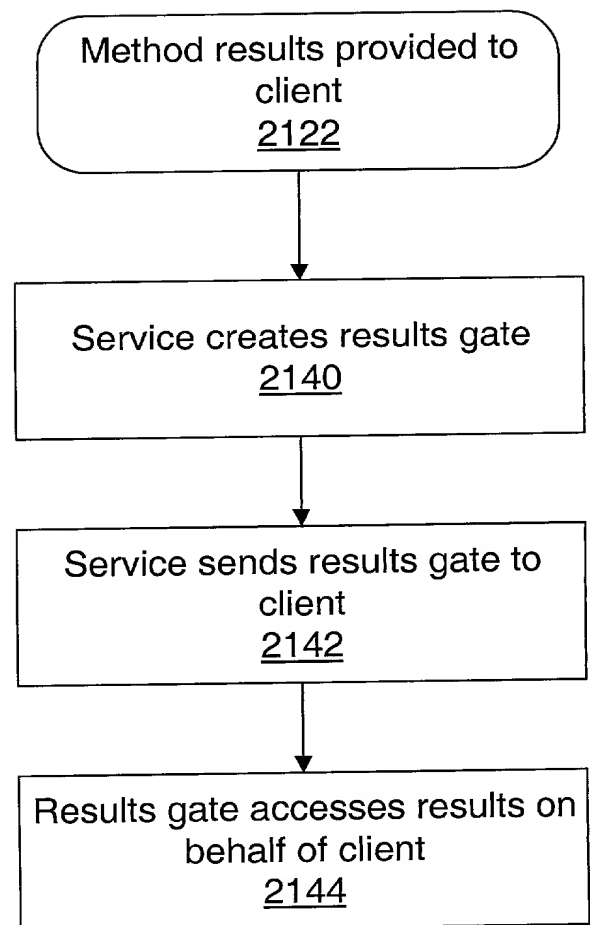 Method results provided to
client
2122
Service creates results gate
2140
Service sends results gate to
client
2142
Results gate accesses results on
behalf of client
2144